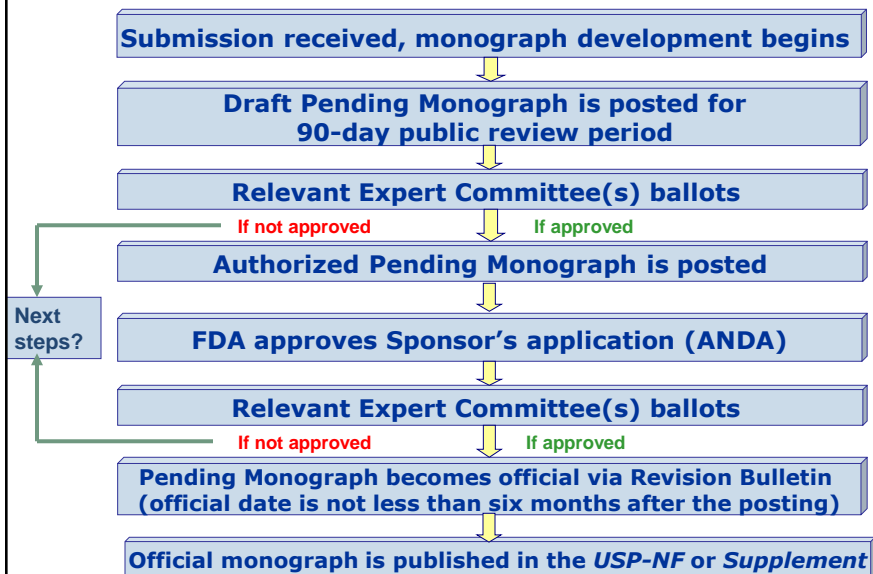 Submission received, monograph development begins
Draft Pending Monograph is posted for
90-day public review period
Relevant Expert Committee(s) ballots
If not approved
If approved
Authorized Pending Monograph is posted
Next
steps?
FDA approves Sponsor's application (ANDA)
Relevant Expert Committee(s) ballots
If not approved
If approved
Pending Monograph becomes official via Revision Bulletin
(official date is not less than six months after the posting)
Official monograph is published in the USP-NF or Supplement